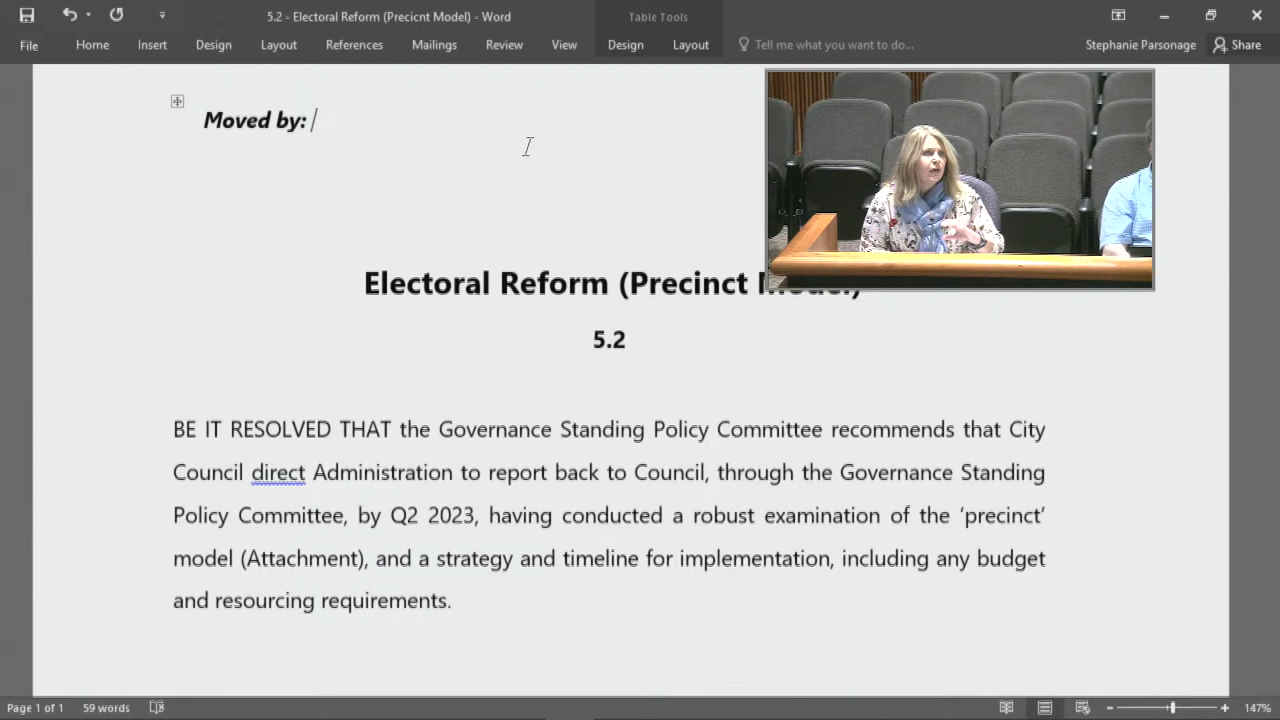 5.2 - Electoral Reform (Precicnt Model) - Word
Table Tools
File Home Insert Design Layout References Mailings Review View Design Layout Tell me what you want to do... Stephanie Parsonage Share
Moved by:
Electoral Reform (Precinct Model)
5.2
BE IT RESOLVED THAT the Governance Standing Policy Committee recommends that City
Council direct Administration to report back to Council, through the Governance Standing
Policy Committee, by Q2 2023, having conducted a robust examination of the ‘precinct’
model (Attachment), and a strategy and timeline for implementation, including any budget
and resourcing requirements.
Page 1 of 1 59 words 147%